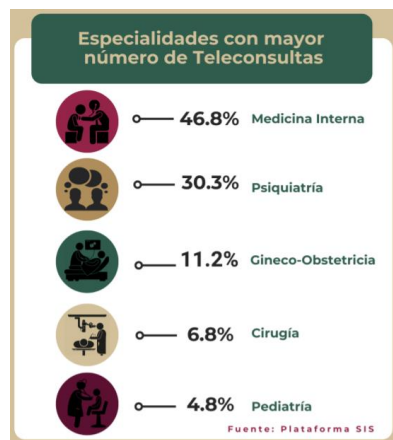 Especialidades con mayor
número de Teleconsultas
46.8% Medicina Interna
30.3% Psiquiatría
11.2% Gineco-Obstetricia
6.8% Cirugía
4.8% Pediatría
Fuente: Plataforma SIS